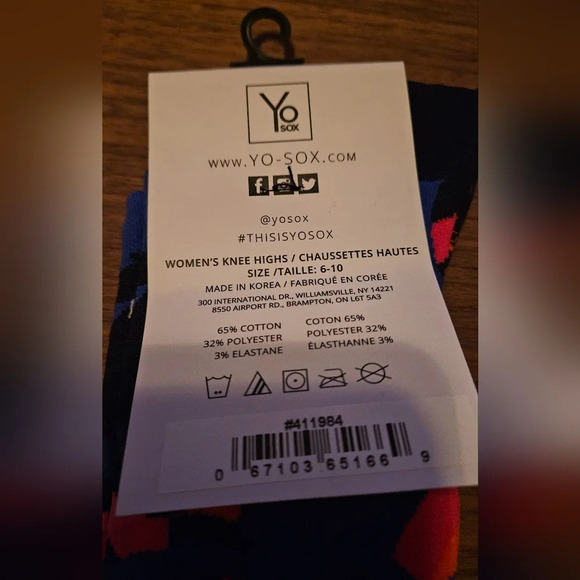 Yo
SOX
WWW.YO-SOX.COM
@yosox
#THISISYOSOX
WOMEN'S KNEE HIGHS / CHAUSSETTES HAUTES
SIZE /TAILLE: 6-10
MADE IN KOREA / FABRIQUÉ EN CORÉE
300 INTERNATIONAL DR., WILLIAMSVILLE, NY 14221
8550 AIRPORT RD., BRAMPTON, ON L6T 5A3
65% COTTON
32% POLYESTER
3% ELASTANE
COTON 65%
POLYESTER 32%
ÉLASTHANNE 3%
#411984
0 67103 65166 9